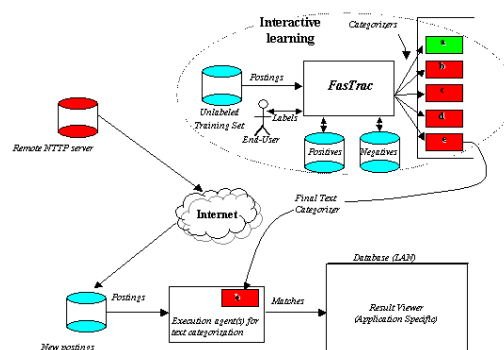 Interactive
learning
Categorizers
a
b
c
d
e
Postings
FasTrac
Unlabeled
Training Set
Labels
End-User
Positives
Negatives
Remote NTTP server
Internet
Final Text
Categorizer
Database (LAN)
Postings
Matches
Execution agent(s) for
text categorization
Result Viewer
(Application Specific)
New postings